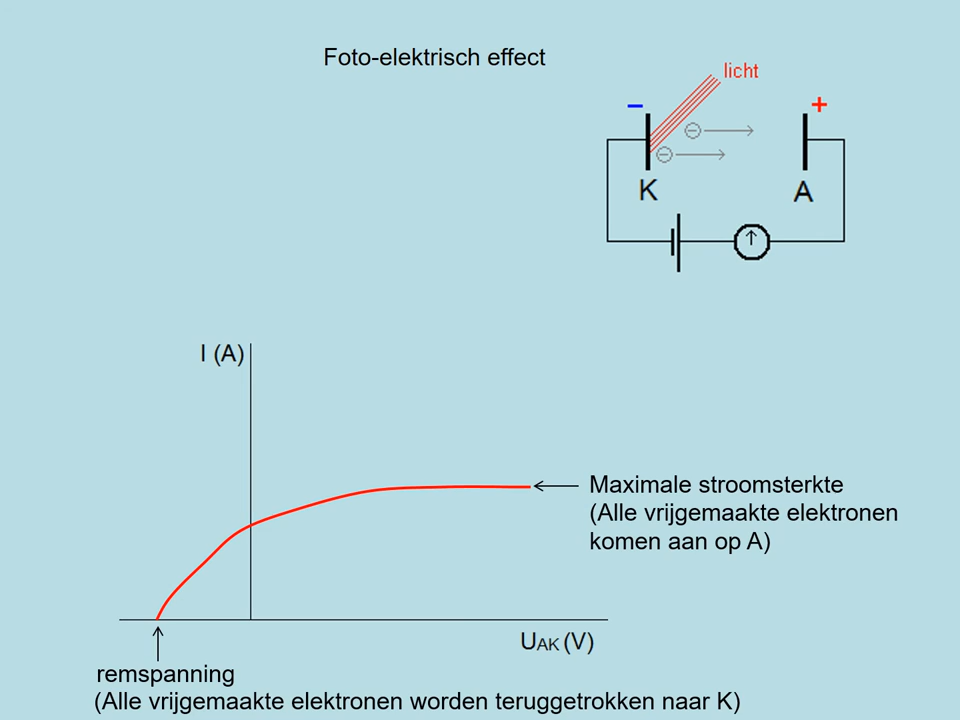 Foto-elektrisch effect
licht
− +
K A
I (A)
Maximale stroomsterkte
(Alle vrijgemaakte elektronen
komen aan op A)
UAK (V)
remspanning
(Alle vrijgemaakte elektronen worden teruggetrokken naar K)